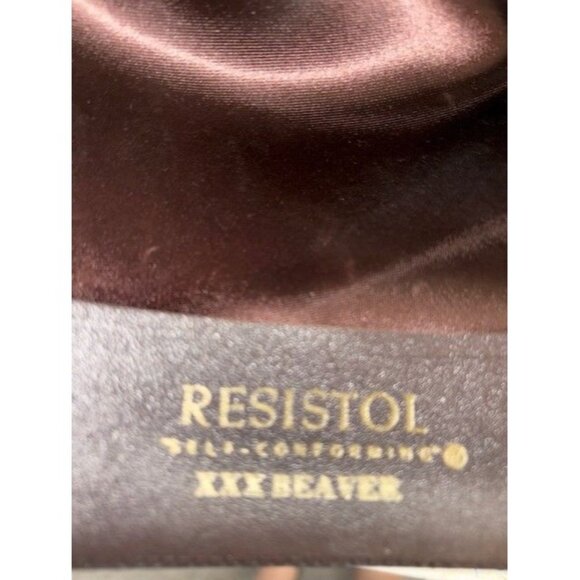 RESISTOL
"SELF-CONFORMING"®
XXX BEAVER